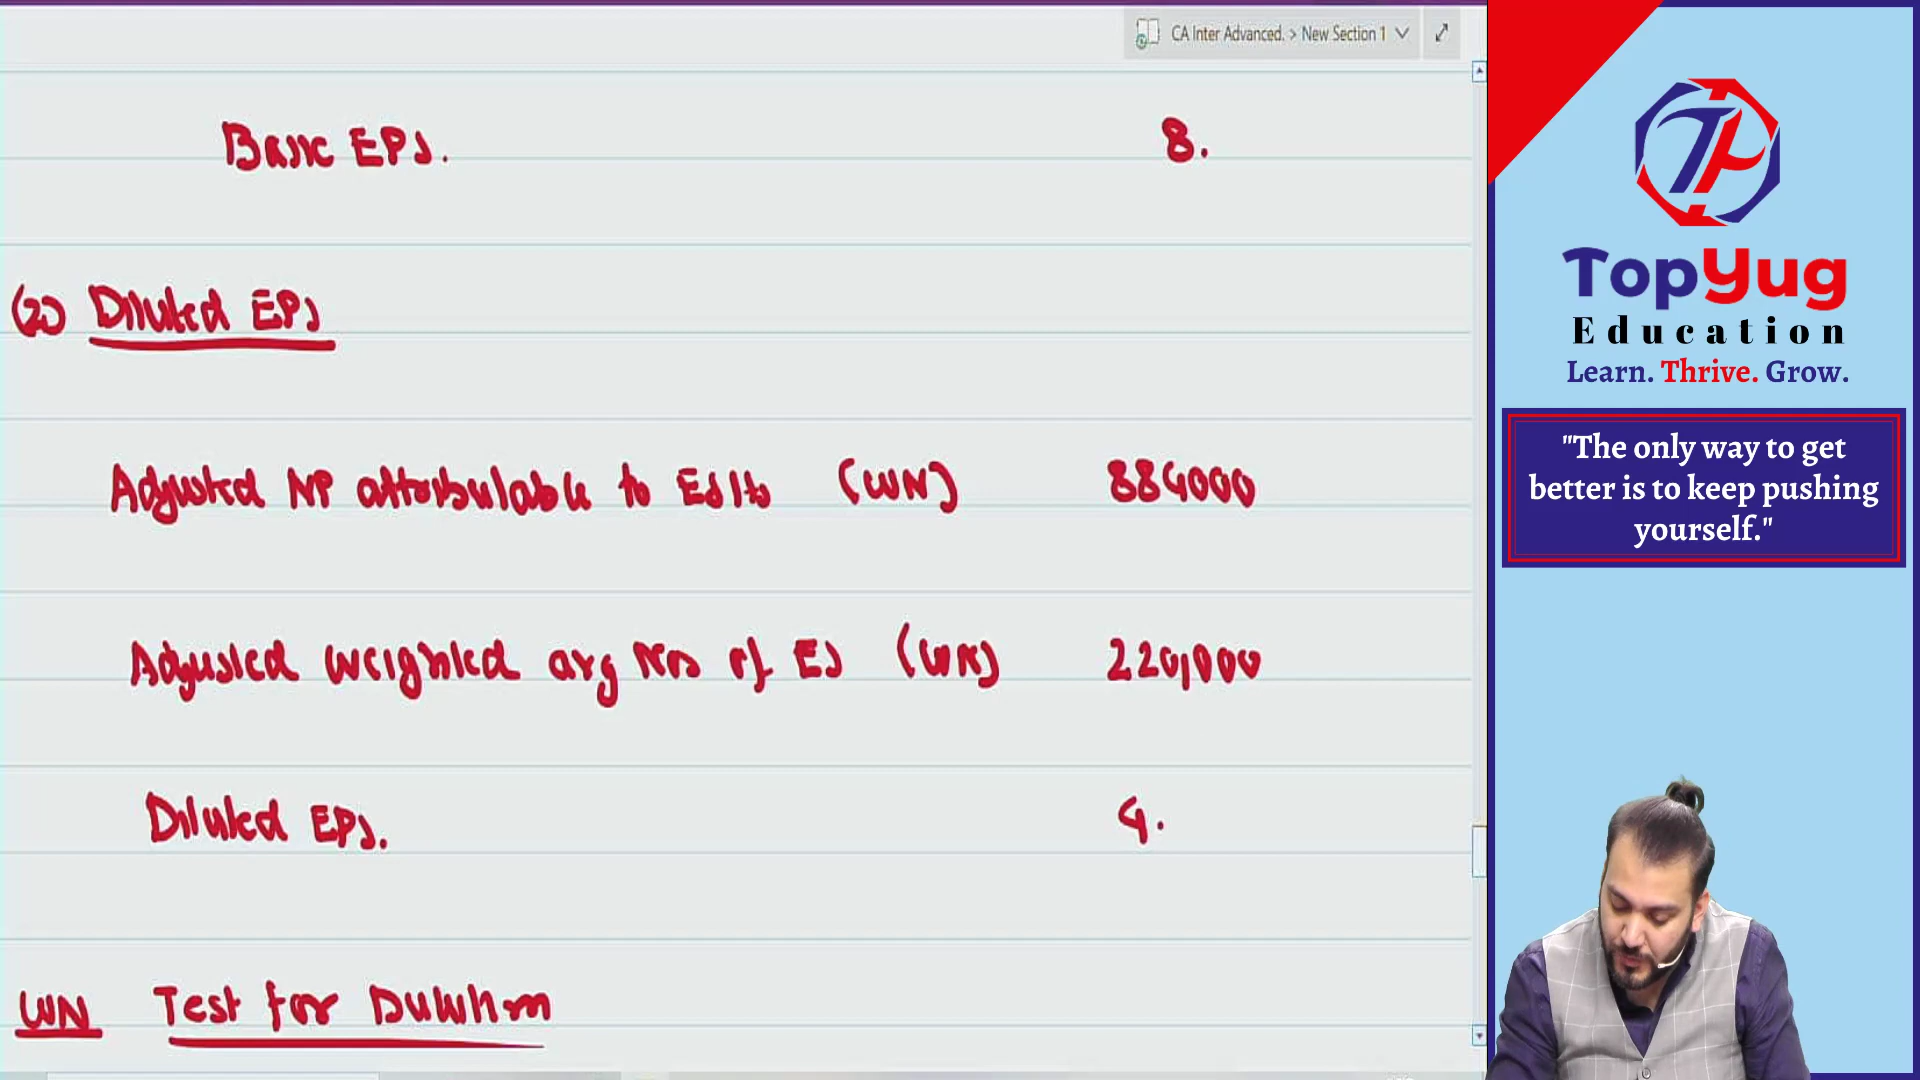 CA Inter Advanced. > New Section 1
Basic EPS. 8.
(2) Diluted EPS
Adjusted NP attributable to ESHs (WN) 884000
Adjusted weighted avg Nos of ES (WN) 220,000
Diluted EPS. 4.
WN Test for Dilution
TopYug
Education
Learn. Thrive. Grow.
"The only way to get
better is to keep pushing
yourself."